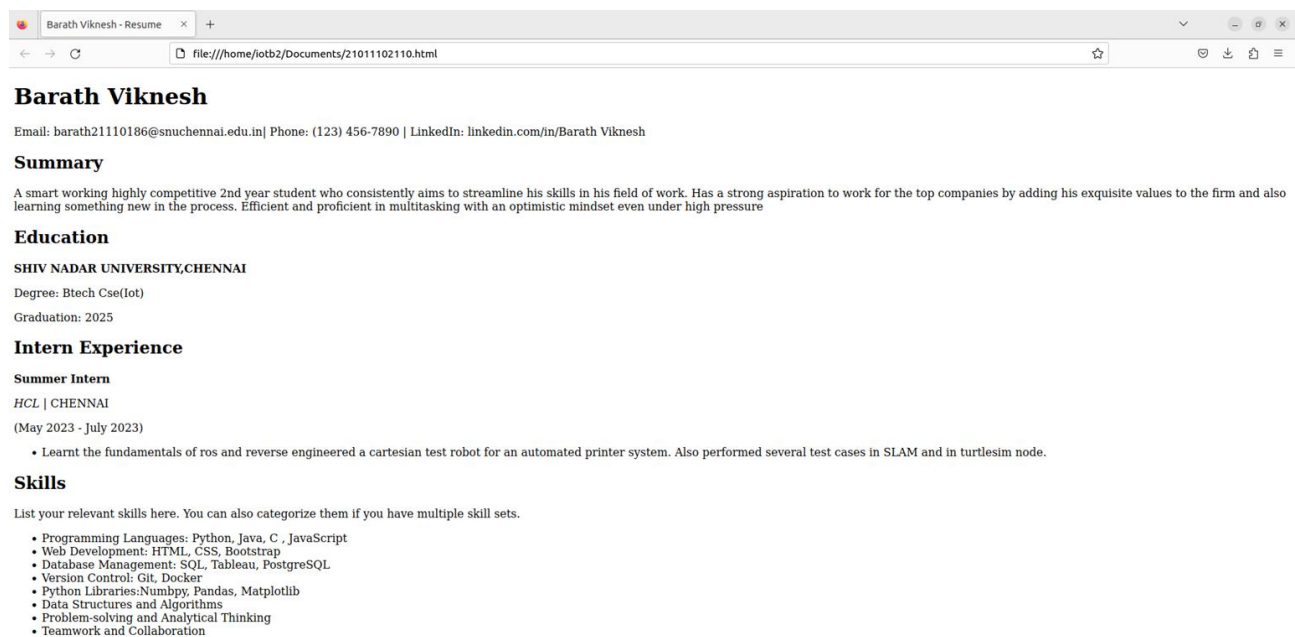 Barath Viknesh - Resume
file:///home/iotb2/Documents/21011102110.html
Barath Viknesh
Email: barath21110186@snuchennai.edu.in| Phone: (123) 456-7890 | LinkedIn: linkedin.com/in/Barath Viknesh
Summary
A smart working highly competitive 2nd year student who consistently aims to streamline his skills in his field of work. Has a strong aspiration to work for the top companies by adding his exquisite values to the firm and also
learning something new in the process. Efficient and proficient in multitasking with an optimistic mindset even under high pressure
Education
SHIV NADAR UNIVERSITY,CHENNAI
Degree: Btech Cse(Iot)
Graduation: 2025
Intern Experience
Summer Intern
HCL | CHENNAI
(May 2023 - July 2023)
• Learnt the fundamentals of ros and reverse engineered a cartesian test robot for an automated printer system. Also performed several test cases in SLAM and in turtlesim node.
Skills
List your relevant skills here. You can also categorize them if you have multiple skill sets.
• Programming Languages: Python, Java, C , JavaScript
• Web Development: HTML, CSS, Bootstrap
• Database Management: SQL, Tableau, PostgreSQL
• Version Control: Git, Docker
• Python Libraries:Numbpy, Pandas, Matplotlib
• Data Structures and Algorithms
• Problem-solving and Analytical Thinking
• Teamwork and Collaboration